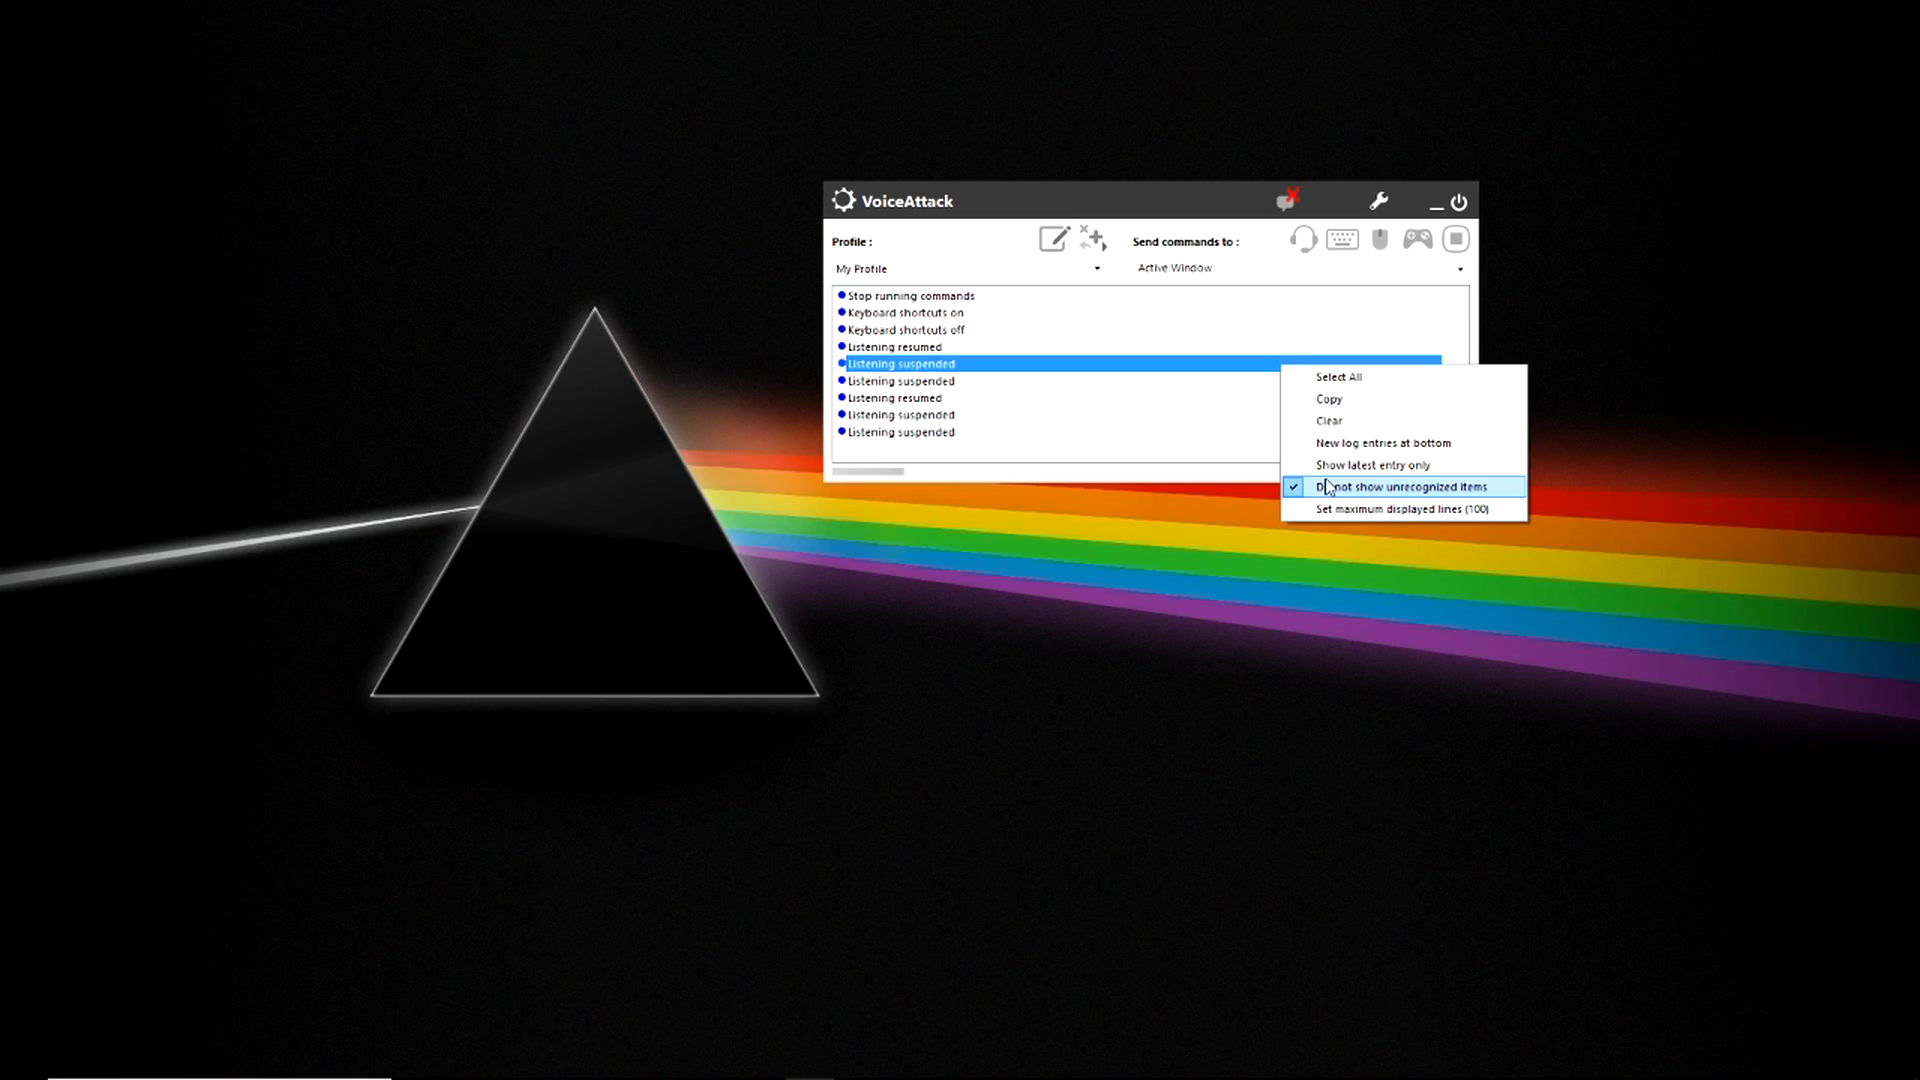 VoiceAttack
Profile :
Send commands to :
My Profile
Active Window
Stop running commands
Keyboard shortcuts on
Keyboard shortcuts off
Listening resumed
Listening suspended
Listening suspended
Listening resumed
Listening suspended
Listening suspended
Select All
Copy
Clear
New log entries at bottom
Show latest entry only
not show unrecognized items
Set maximum displayed lines (100)